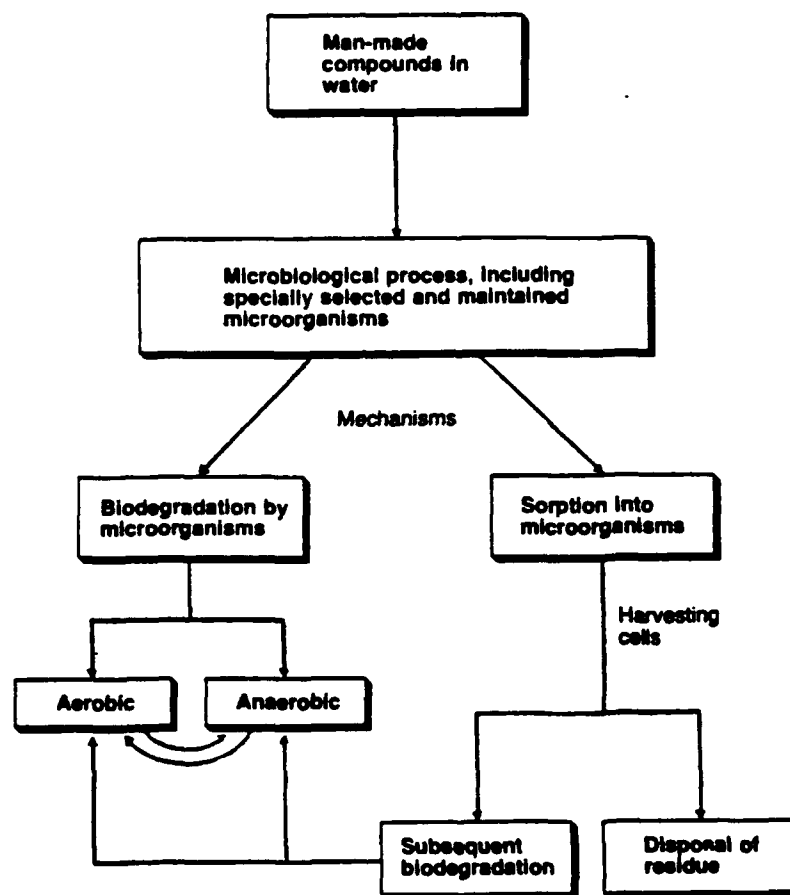 Man-made
compounds in
water
Microbiological process, including
specially selected and maintained
microorganisms
Mechanisms
Biodegradation by
microorganisms
Sorption into
microorganisms
Harvesting
cells
Aerobic
Anaerobic
Subsequent
biodegradation
Disposal of
residue